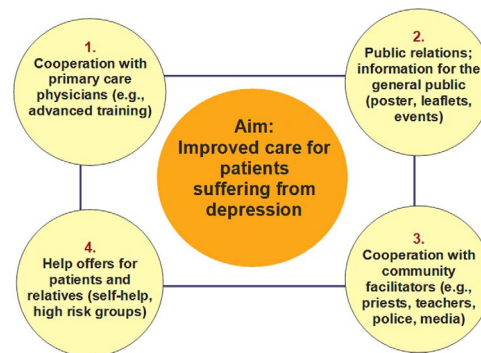 1.
Cooperation with
primary care
physicians (e.g.,
advanced training)
2.
Public relations;
information for the
general public
(poster, leaflets,
events)
Aim:
Improved care for
patients
suffering from
depression
4.
Help offers for
patients and
relatives (self-help,
high risk groups)
3.
Cooperation with
community
facilitators (e.g.,
priests, teachers,
police, media)